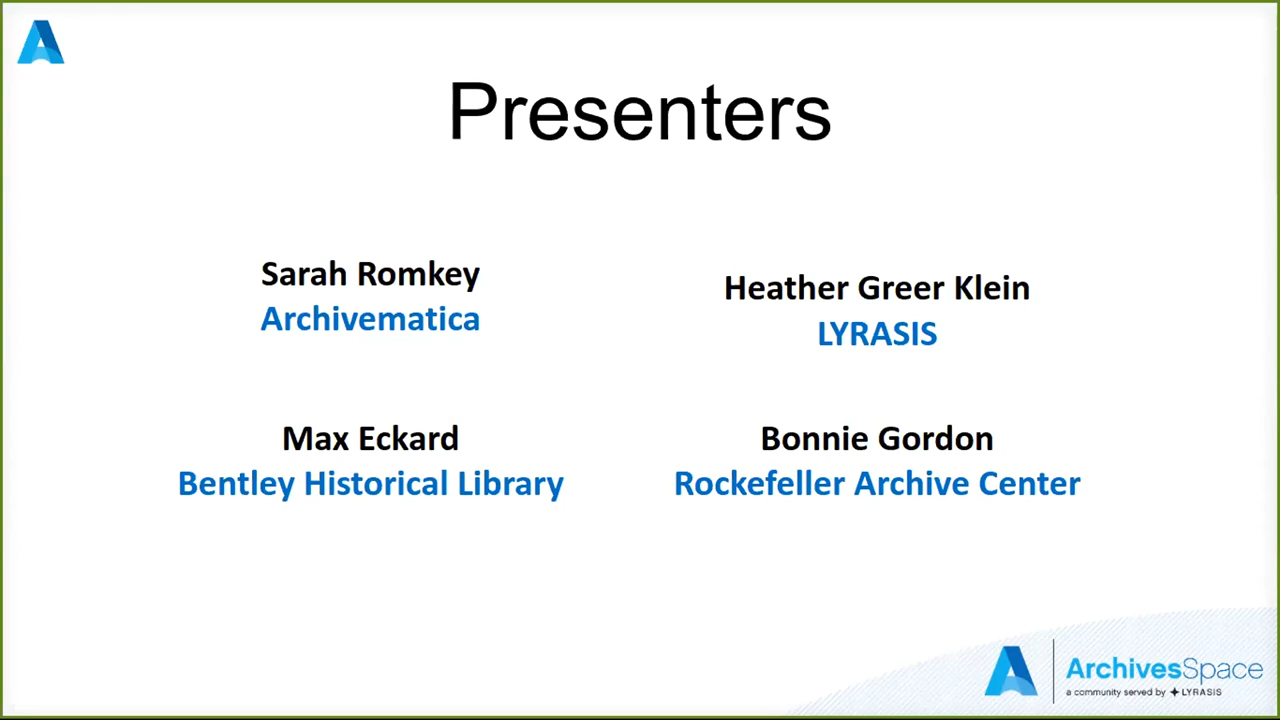 Presenters
Sarah Romkey
Archivematica
Heather Greer Klein
LYRASIS
Max Eckard
Bentley Historical Library
Bonnie Gordon
Rockefeller Archive Center
ArchivesSpace
a community served by LYRASIS